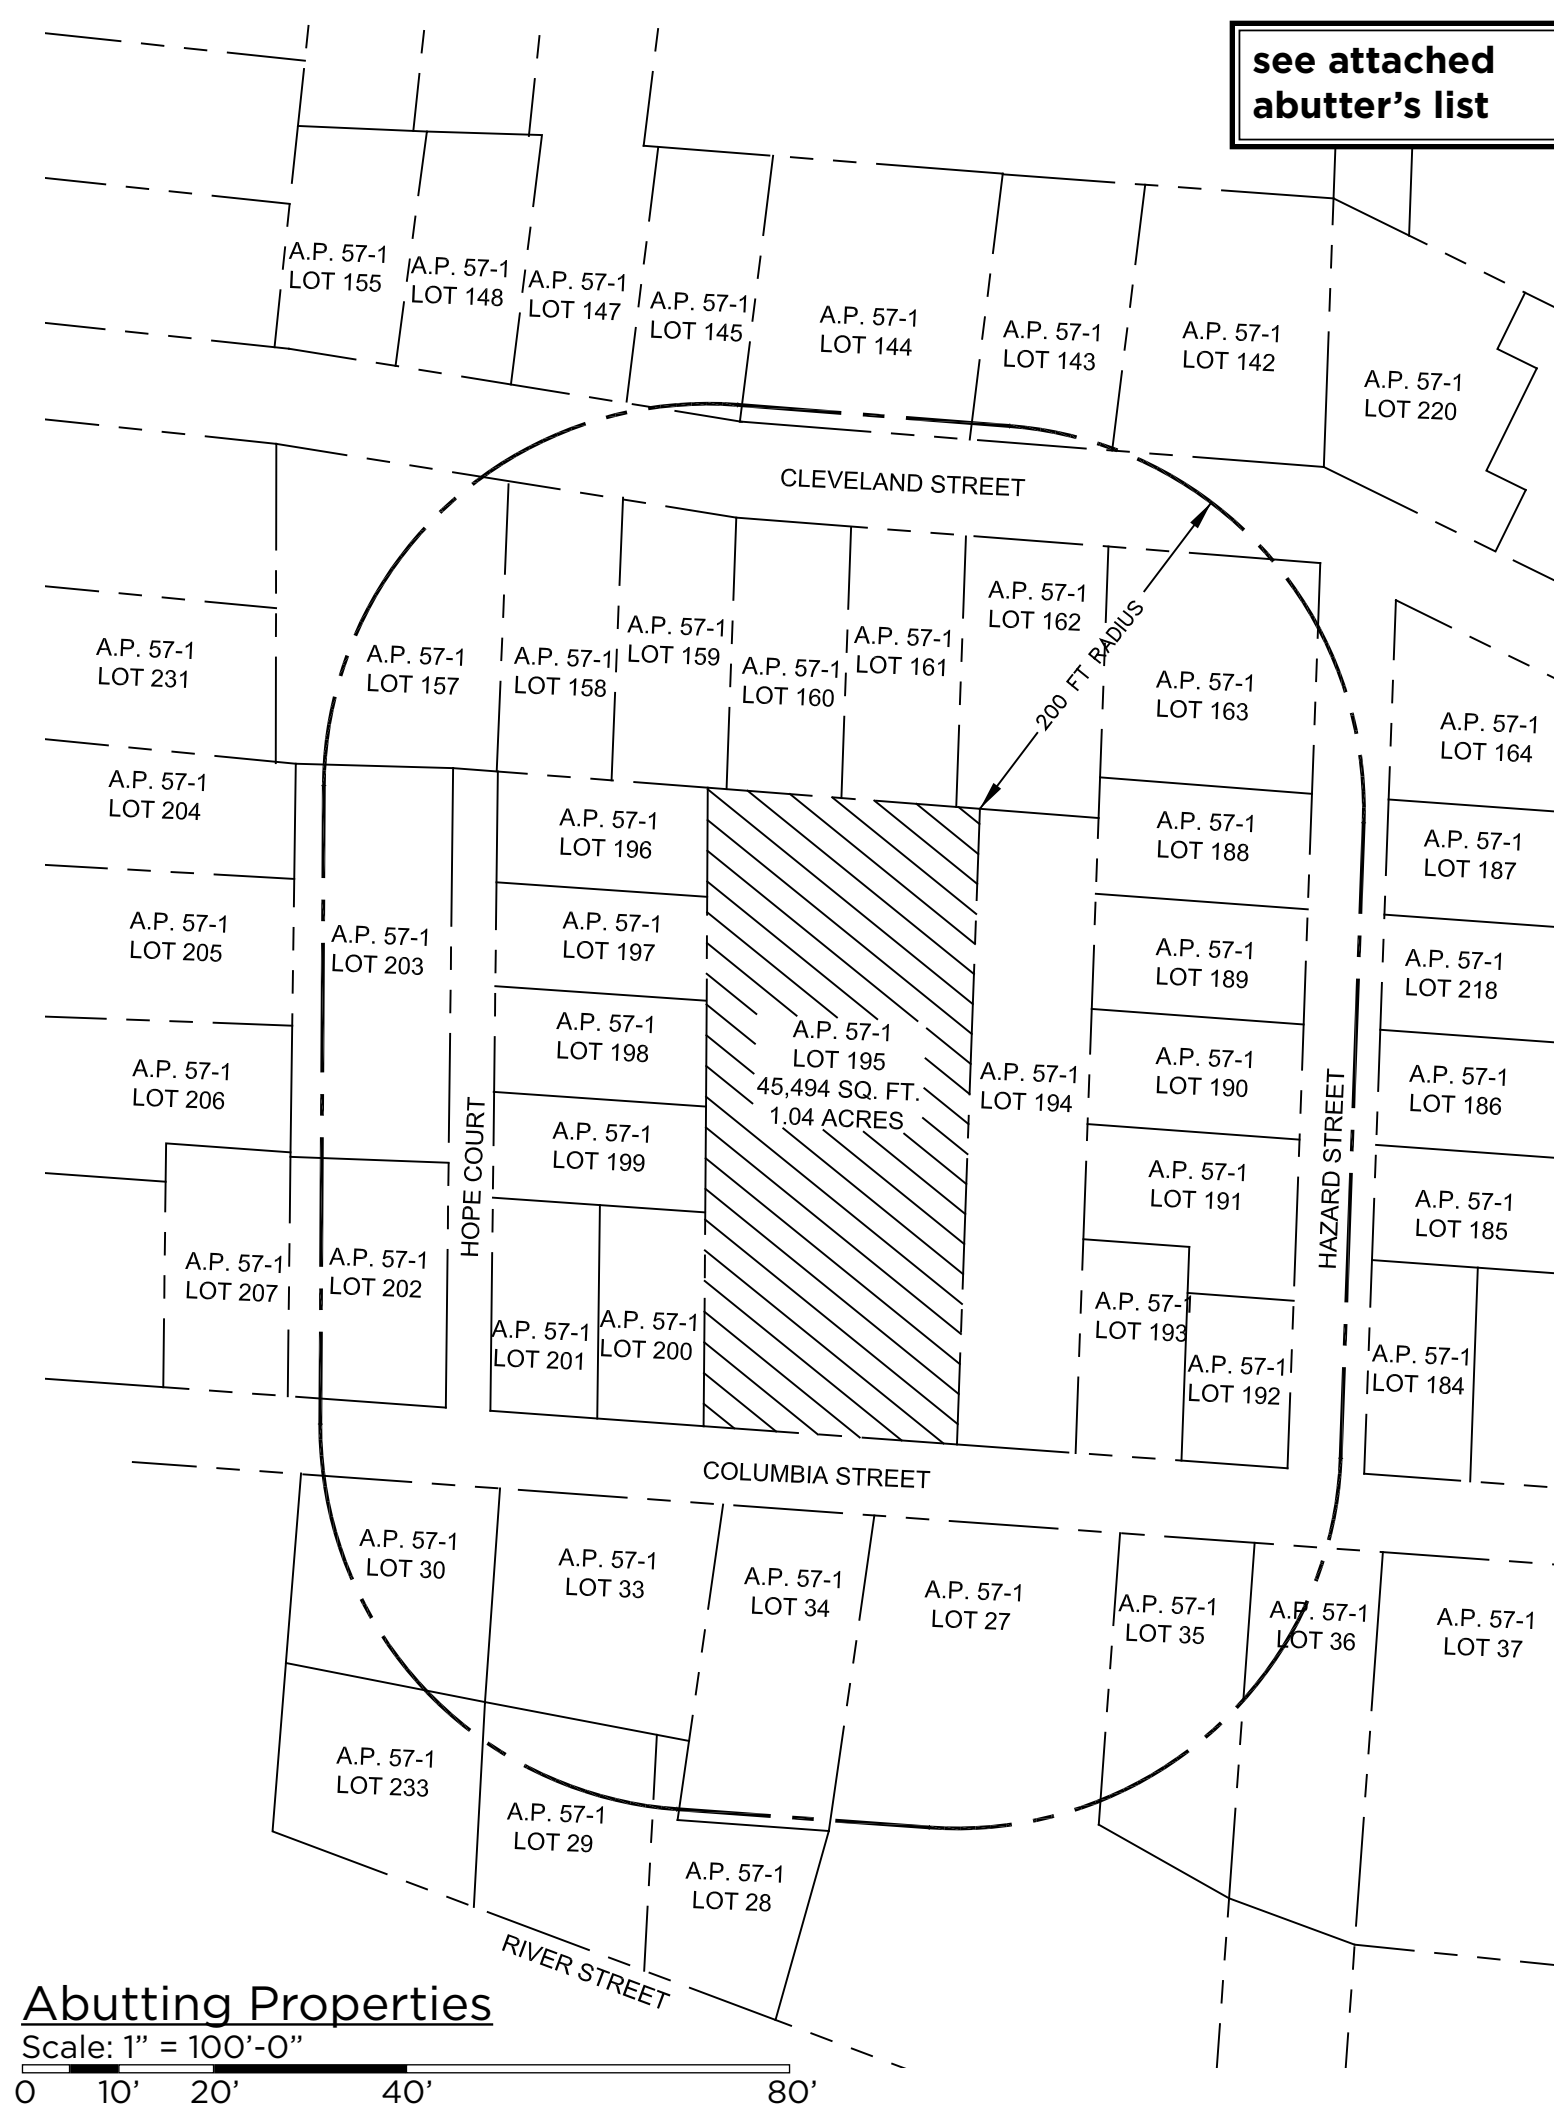 see attached
abutter’s list
A.P. 57-1
LOT 155
A.P. 57-1
LOT 148
A.P. 57-1
LOT 147
A.P. 57-1
LOT 145
A.P. 57-1
LOT 144
A.P. 57-1
LOT 143
A.P. 57-1
LOT 142
A.P. 57-1
LOT 220
CLEVELAND STREET
A.P. 57-1
LOT 231
A.P. 57-1
LOT 157
A.P. 57-1
LOT 158
A.P. 57-1
LOT 159
A.P. 57-1
LOT 160
A.P. 57-1
LOT 161
A.P. 57-1
LOT 162
200 FT RADIUS
A.P. 57-1
LOT 163
A.P. 57-1
LOT 164
A.P. 57-1
LOT 204
A.P. 57-1
LOT 196
A.P. 57-1
LOT 188
A.P. 57-1
LOT 187
A.P. 57-1
LOT 205
A.P. 57-1
LOT 203
A.P. 57-1
LOT 197
A.P. 57-1
LOT 189
A.P. 57-1
LOT 218
A.P. 57-1
LOT 206
A.P. 57-1
LOT 198
A.P. 57-1
LOT 195
45,494 SQ. FT.
1.04 ACRES
A.P. 57-1
LOT 194
A.P. 57-1
LOT 190
A.P. 57-1
LOT 186
HOPE COURT
A.P. 57-1
LOT 199
A.P. 57-1
LOT 191
HAZARD STREET
A.P. 57-1
LOT 185
A.P. 57-1
LOT 207
A.P. 57-1
LOT 202
A.P. 57-1
LOT 201
A.P. 57-1
LOT 200
A.P. 57-1
LOT 193
A.P. 57-1
LOT 192
A.P. 57-1
LOT 184
COLUMBIA STREET
A.P. 57-1
LOT 30
A.P. 57-1
LOT 33
A.P. 57-1
LOT 34
A.P. 57-1
LOT 27
A.P. 57-1
LOT 35
A.P. 57-1
LOT 36
A.P. 57-1
LOT 37
A.P. 57-1
LOT 233
A.P. 57-1
LOT 29
A.P. 57-1
LOT 28
RIVER STREET
Abutting Properties
Scale: 1” = 100’-0”
0 10’ 20’ 40’ 80’